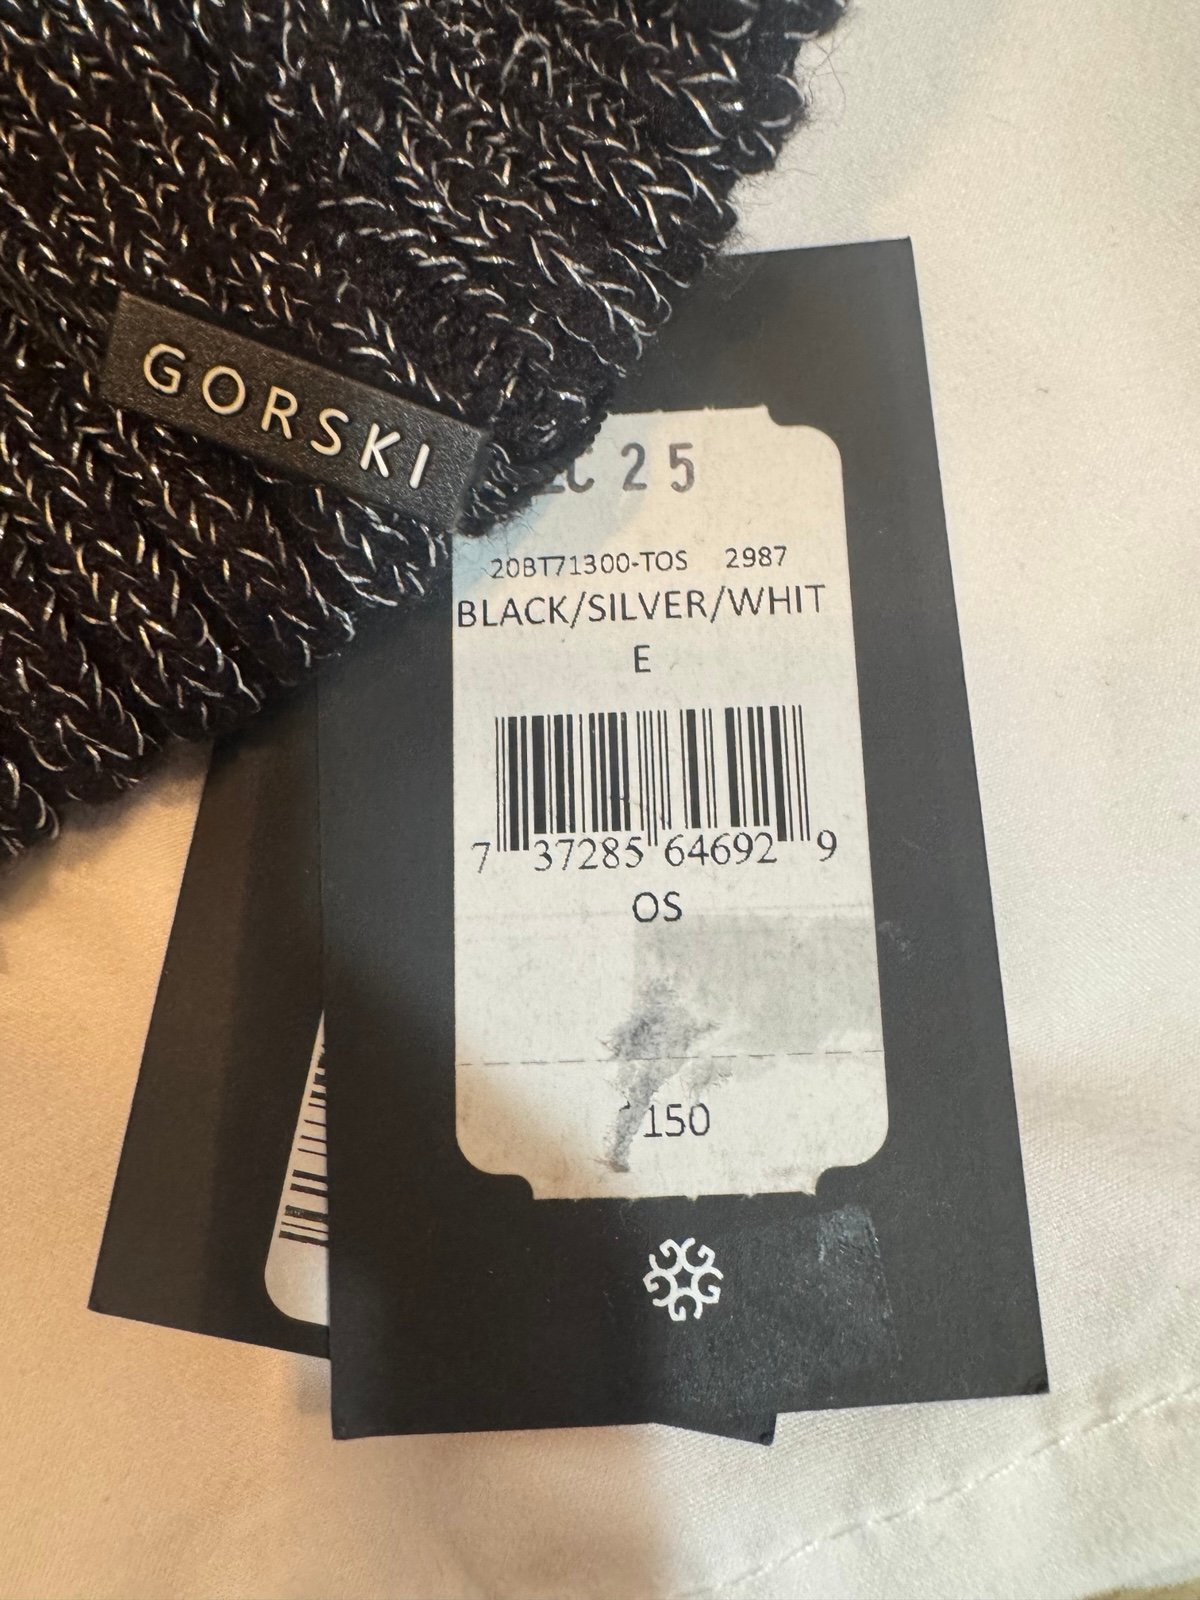 GORSKI
25
20BT71300-TOS 2987
BLACK/SILVER/WHIT
E
7 37285 64692 9
OS
150